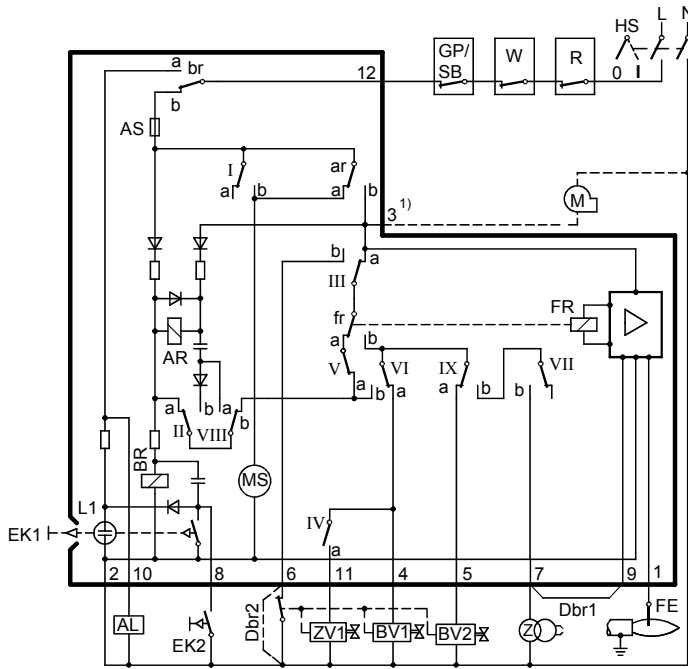 HS L N
GP/ SB W R
0 I
a br 12
b
AS
I ar
a b a b
3 1)
M
b a
III
fr FR
AR a b
V VI IX VII
a b a b a b a b b a b
II VIII
BR MS
L1 IV
EK1 a
2 10 8 6 11 4 5 7 9 1
Dbr2 Dbr1 FE
AL EK2 ZV1 BV1 BV2 Z